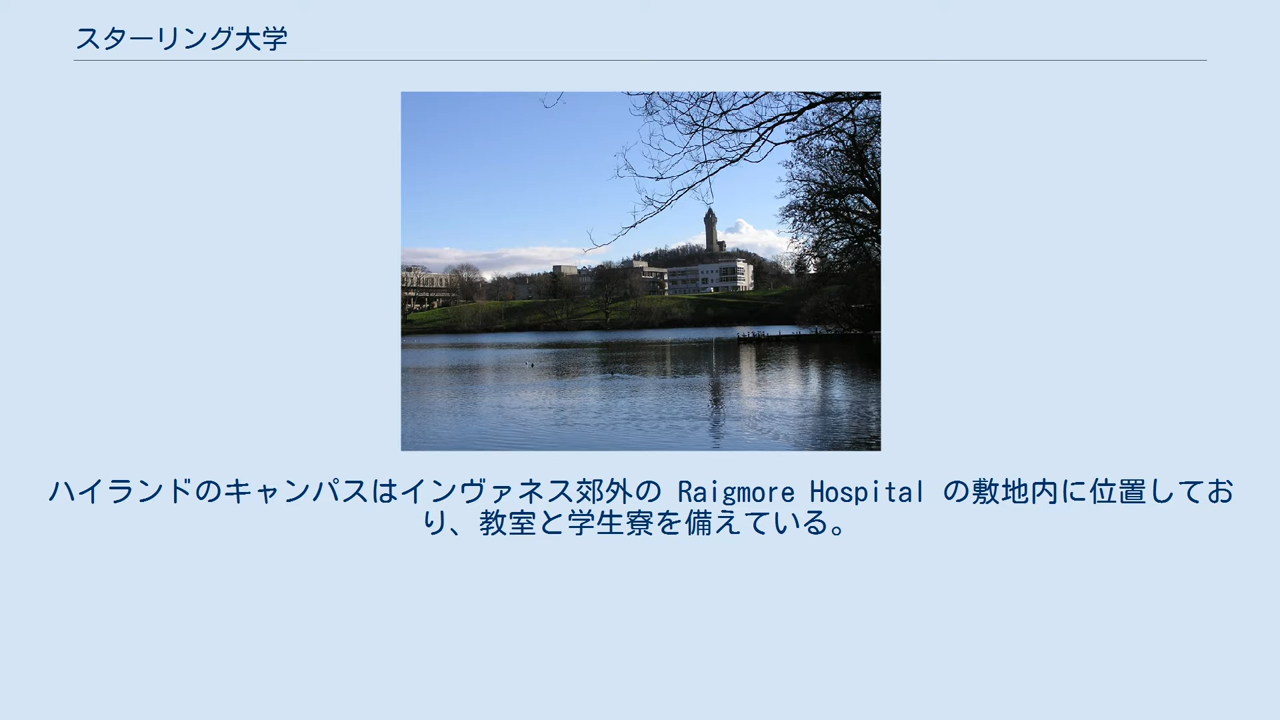 スターリング大学
ハイランドのキャンパスはインヴァネス郊外の Raigmore Hospital の敷地内に位置してお
り、教室と学生寮を備えている。